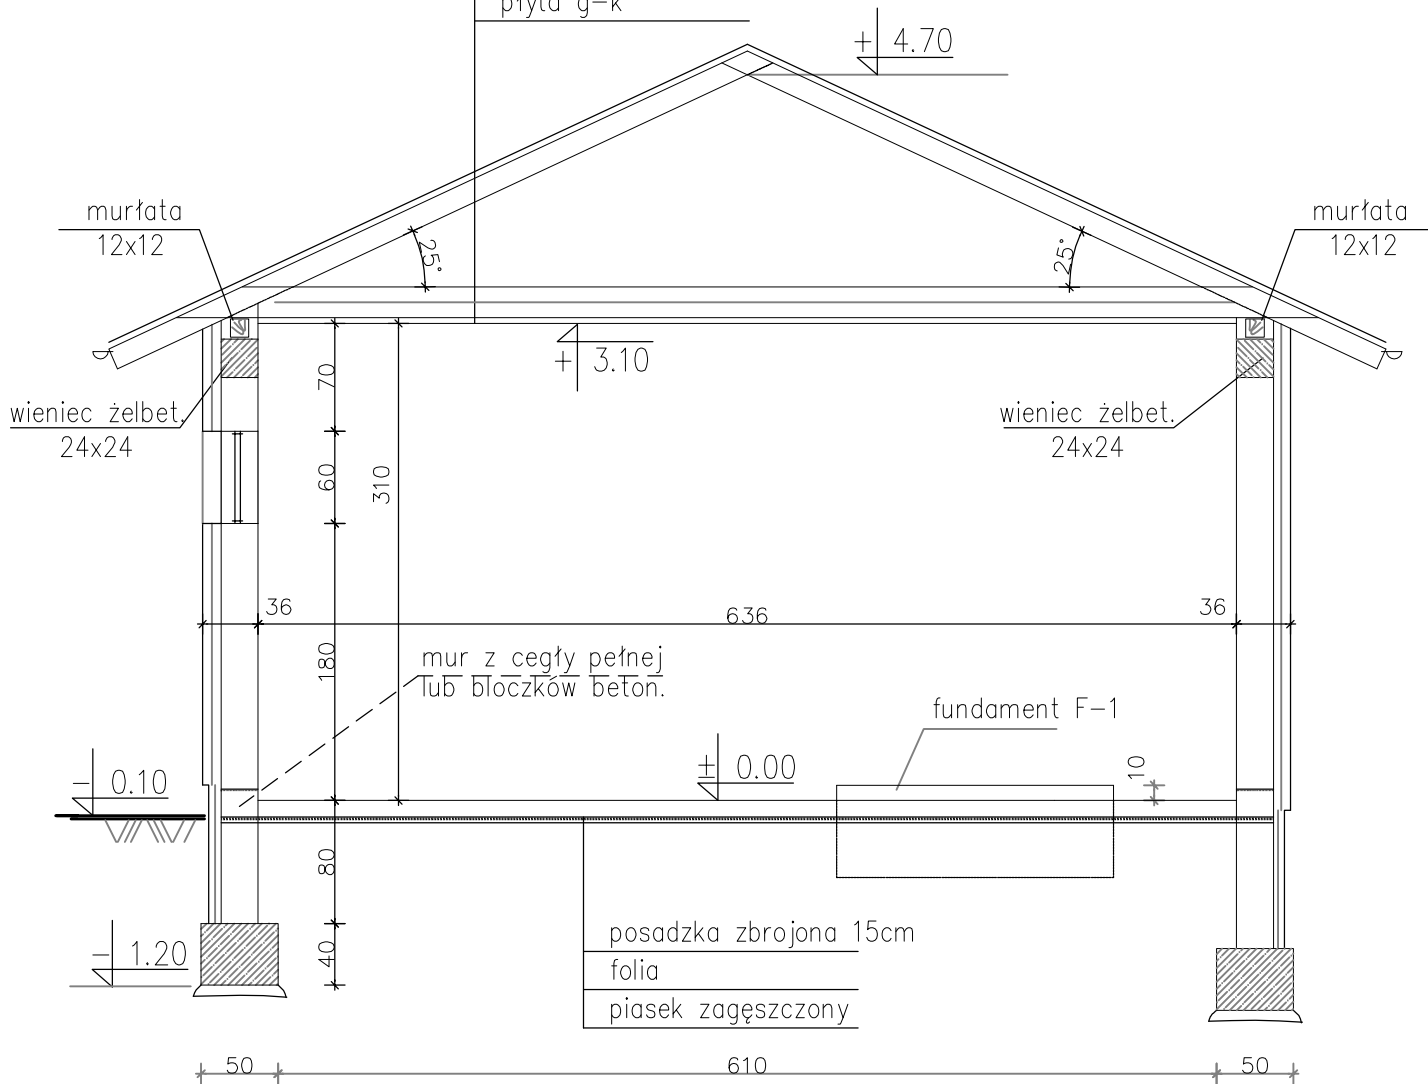 płyta g-k
+ 4.70
murłata
12x12
murłata
12x12
25°
25°
+ 3.10
70
wieniec żelbet.
24x24
wieniec żelbet.
24x24
60
310
36
636
36
180
mur z cegły pełnej
lub bloczków beton.
fundament F-1
- 0.10
± 0.00
10
80
posadzka zbrojona 15cm
- 1.20
40
folia
piasek zagęszczony
50
610
50